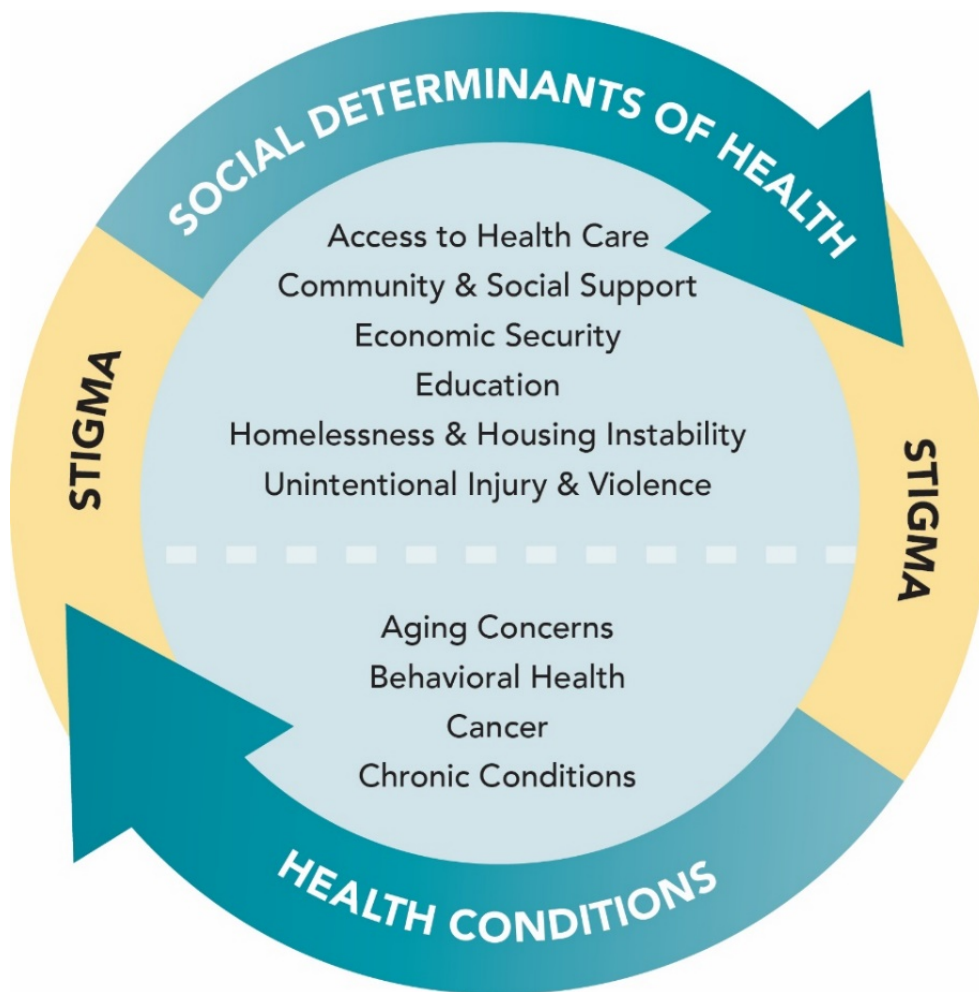 SOCIAL DETERMINANTS OF HEALTH
Access to Health Care
Community & Social Support
Economic Security
Education
Homelessness & Housing Instability
Unintentional Injury & Violence
STIGMA
STIGMA
Aging Concerns
Behavioral Health
Cancer
Chronic Conditions
HEALTH CONDITIONS